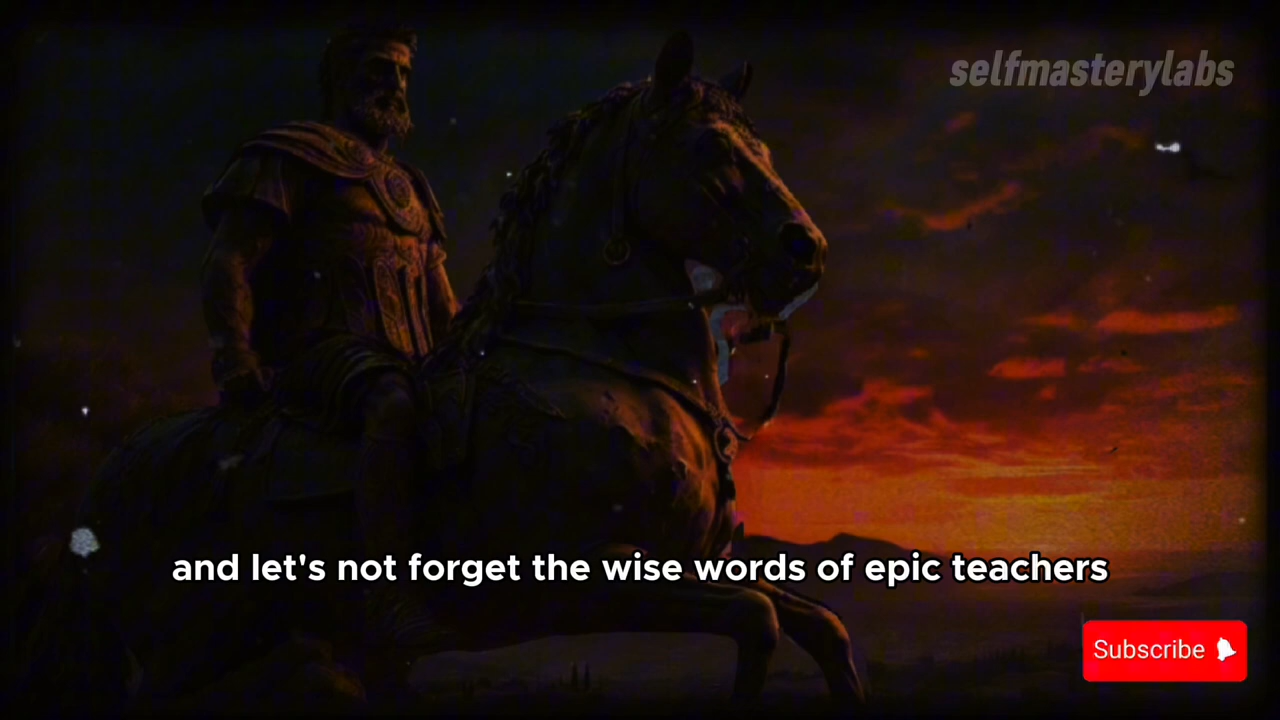 selfmasterylabs
and let's not forget the wise words of epic teachers
Subscribe